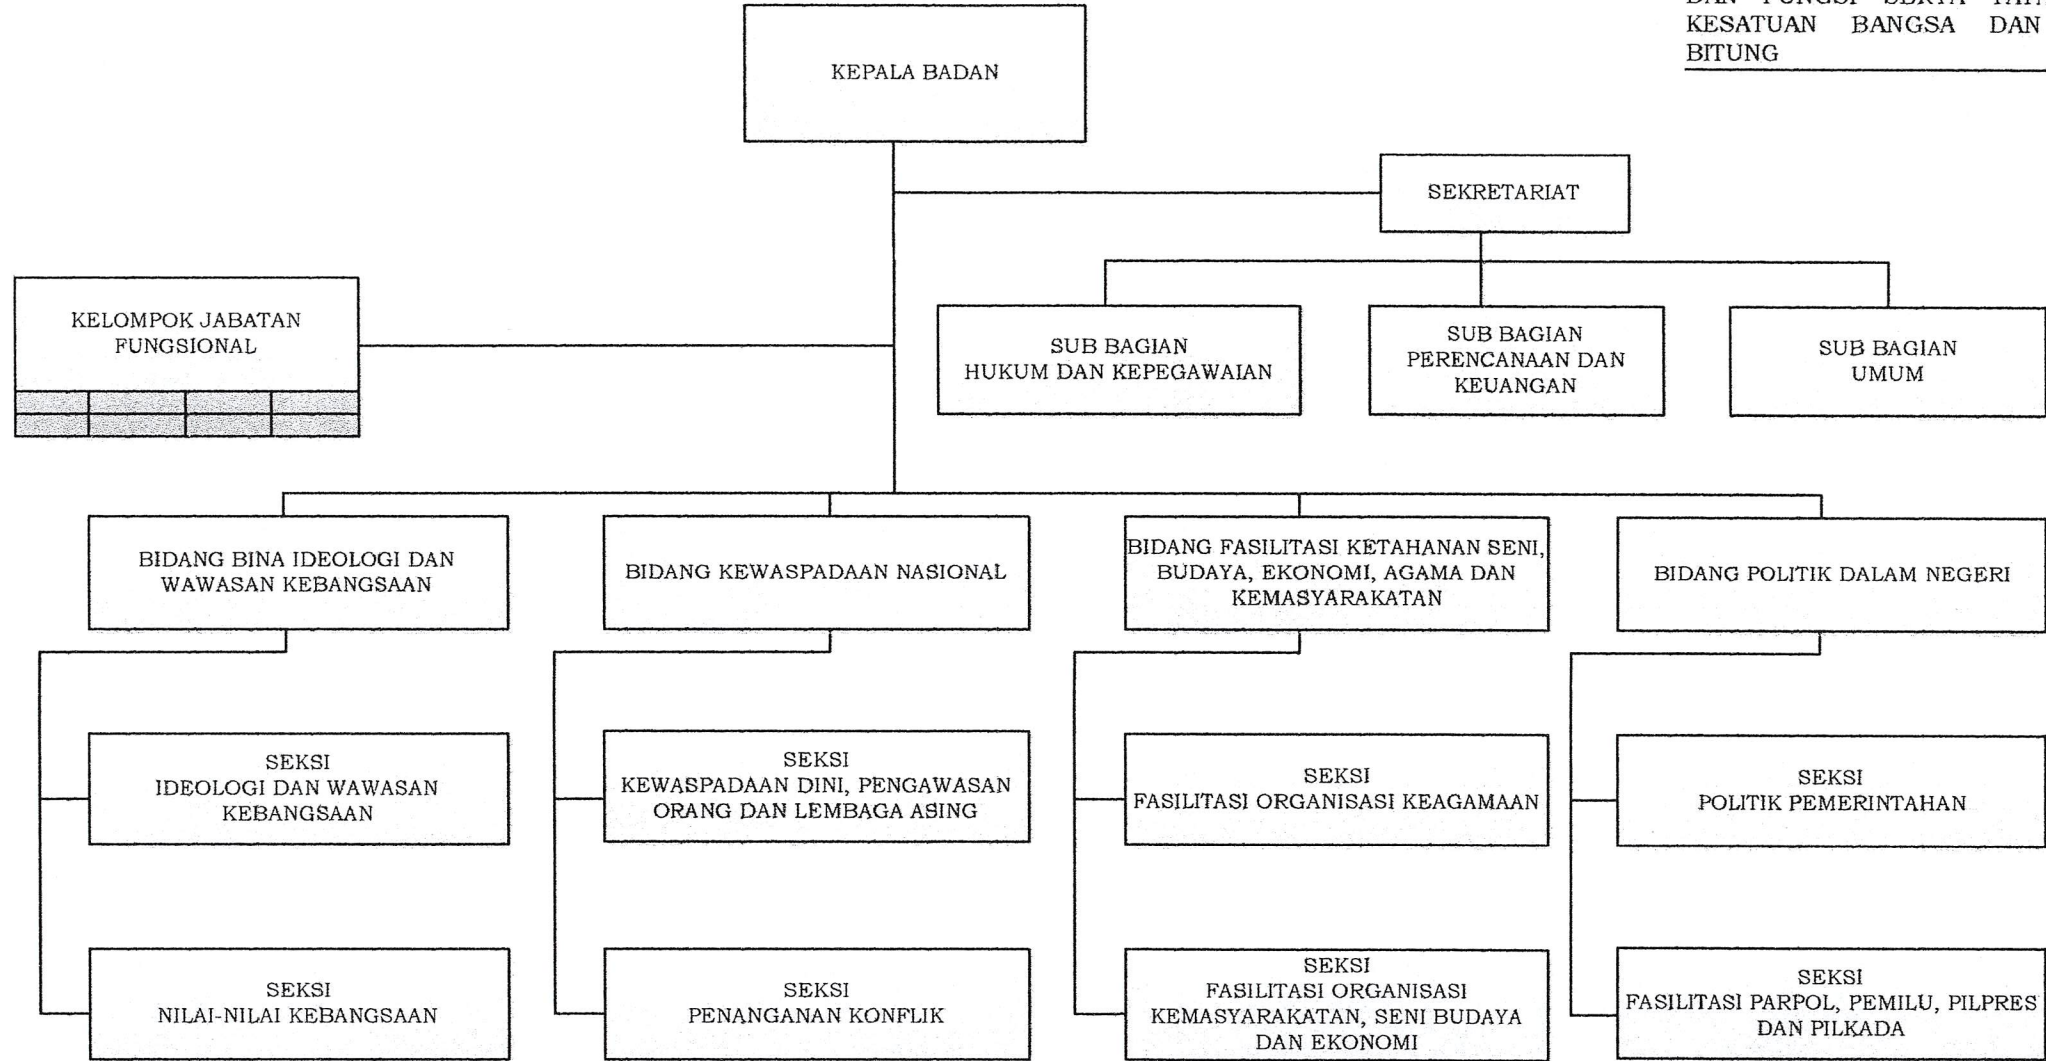 KESATUAN BANGSA DAN
BITUNG
KEPALA BADAN
SEKRETARIAT
KELOMPOK JABATAN
FUNGSIONAL
SUB BAGIAN
HUKUM DAN KEPEGAWAIAN
SUB BAGIAN
PERENCANAAN DAN
KEUANGAN
SUB BAGIAN
UMUM
BIDANG BINA IDEOLOGI DAN
WAWASAN KEBANGSAAN
BIDANG KEWASPADAAN NASIONAL
BIDANG FASILITASI KETAHANAN SENI,
BUDAYA, EKONOMI, AGAMA DAN
KEMASYARAKATAN
BIDANG POLITIK DALAM NEGERI
SEKSI
IDEOLOGI DAN WAWASAN
KEBANGSAAN
SEKSI
KEWASPADAAN DINI, PENGAWASAN
ORANG DAN LEMBAGA ASING
SEKSI
FASILITASI ORGANISASI KEAGAMAAN
SEKSI
POLITIK PEMERINTAHAN
SEKSI
NILAI-NILAI KEBANGSAAN
SEKSI
PENANGANAN KONFLIK
SEKSI
FASILITASI ORGANISASI
KEMASYARAKATAN, SENI BUDAYA
DAN EKONOMI
SEKSI
FASILITASI PARPOL, PEMILU, PILPRES
DAN PILKADA